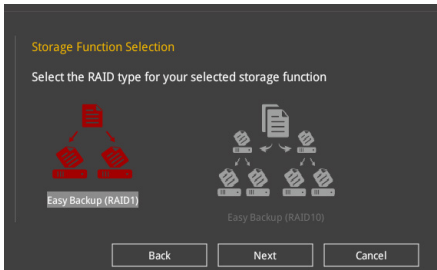 Storage Function Selection
Select the RAID type for your selected storage function
Easy Backup (RAID1)
Easy Backup (RAID10)
Back
Next
Cancel